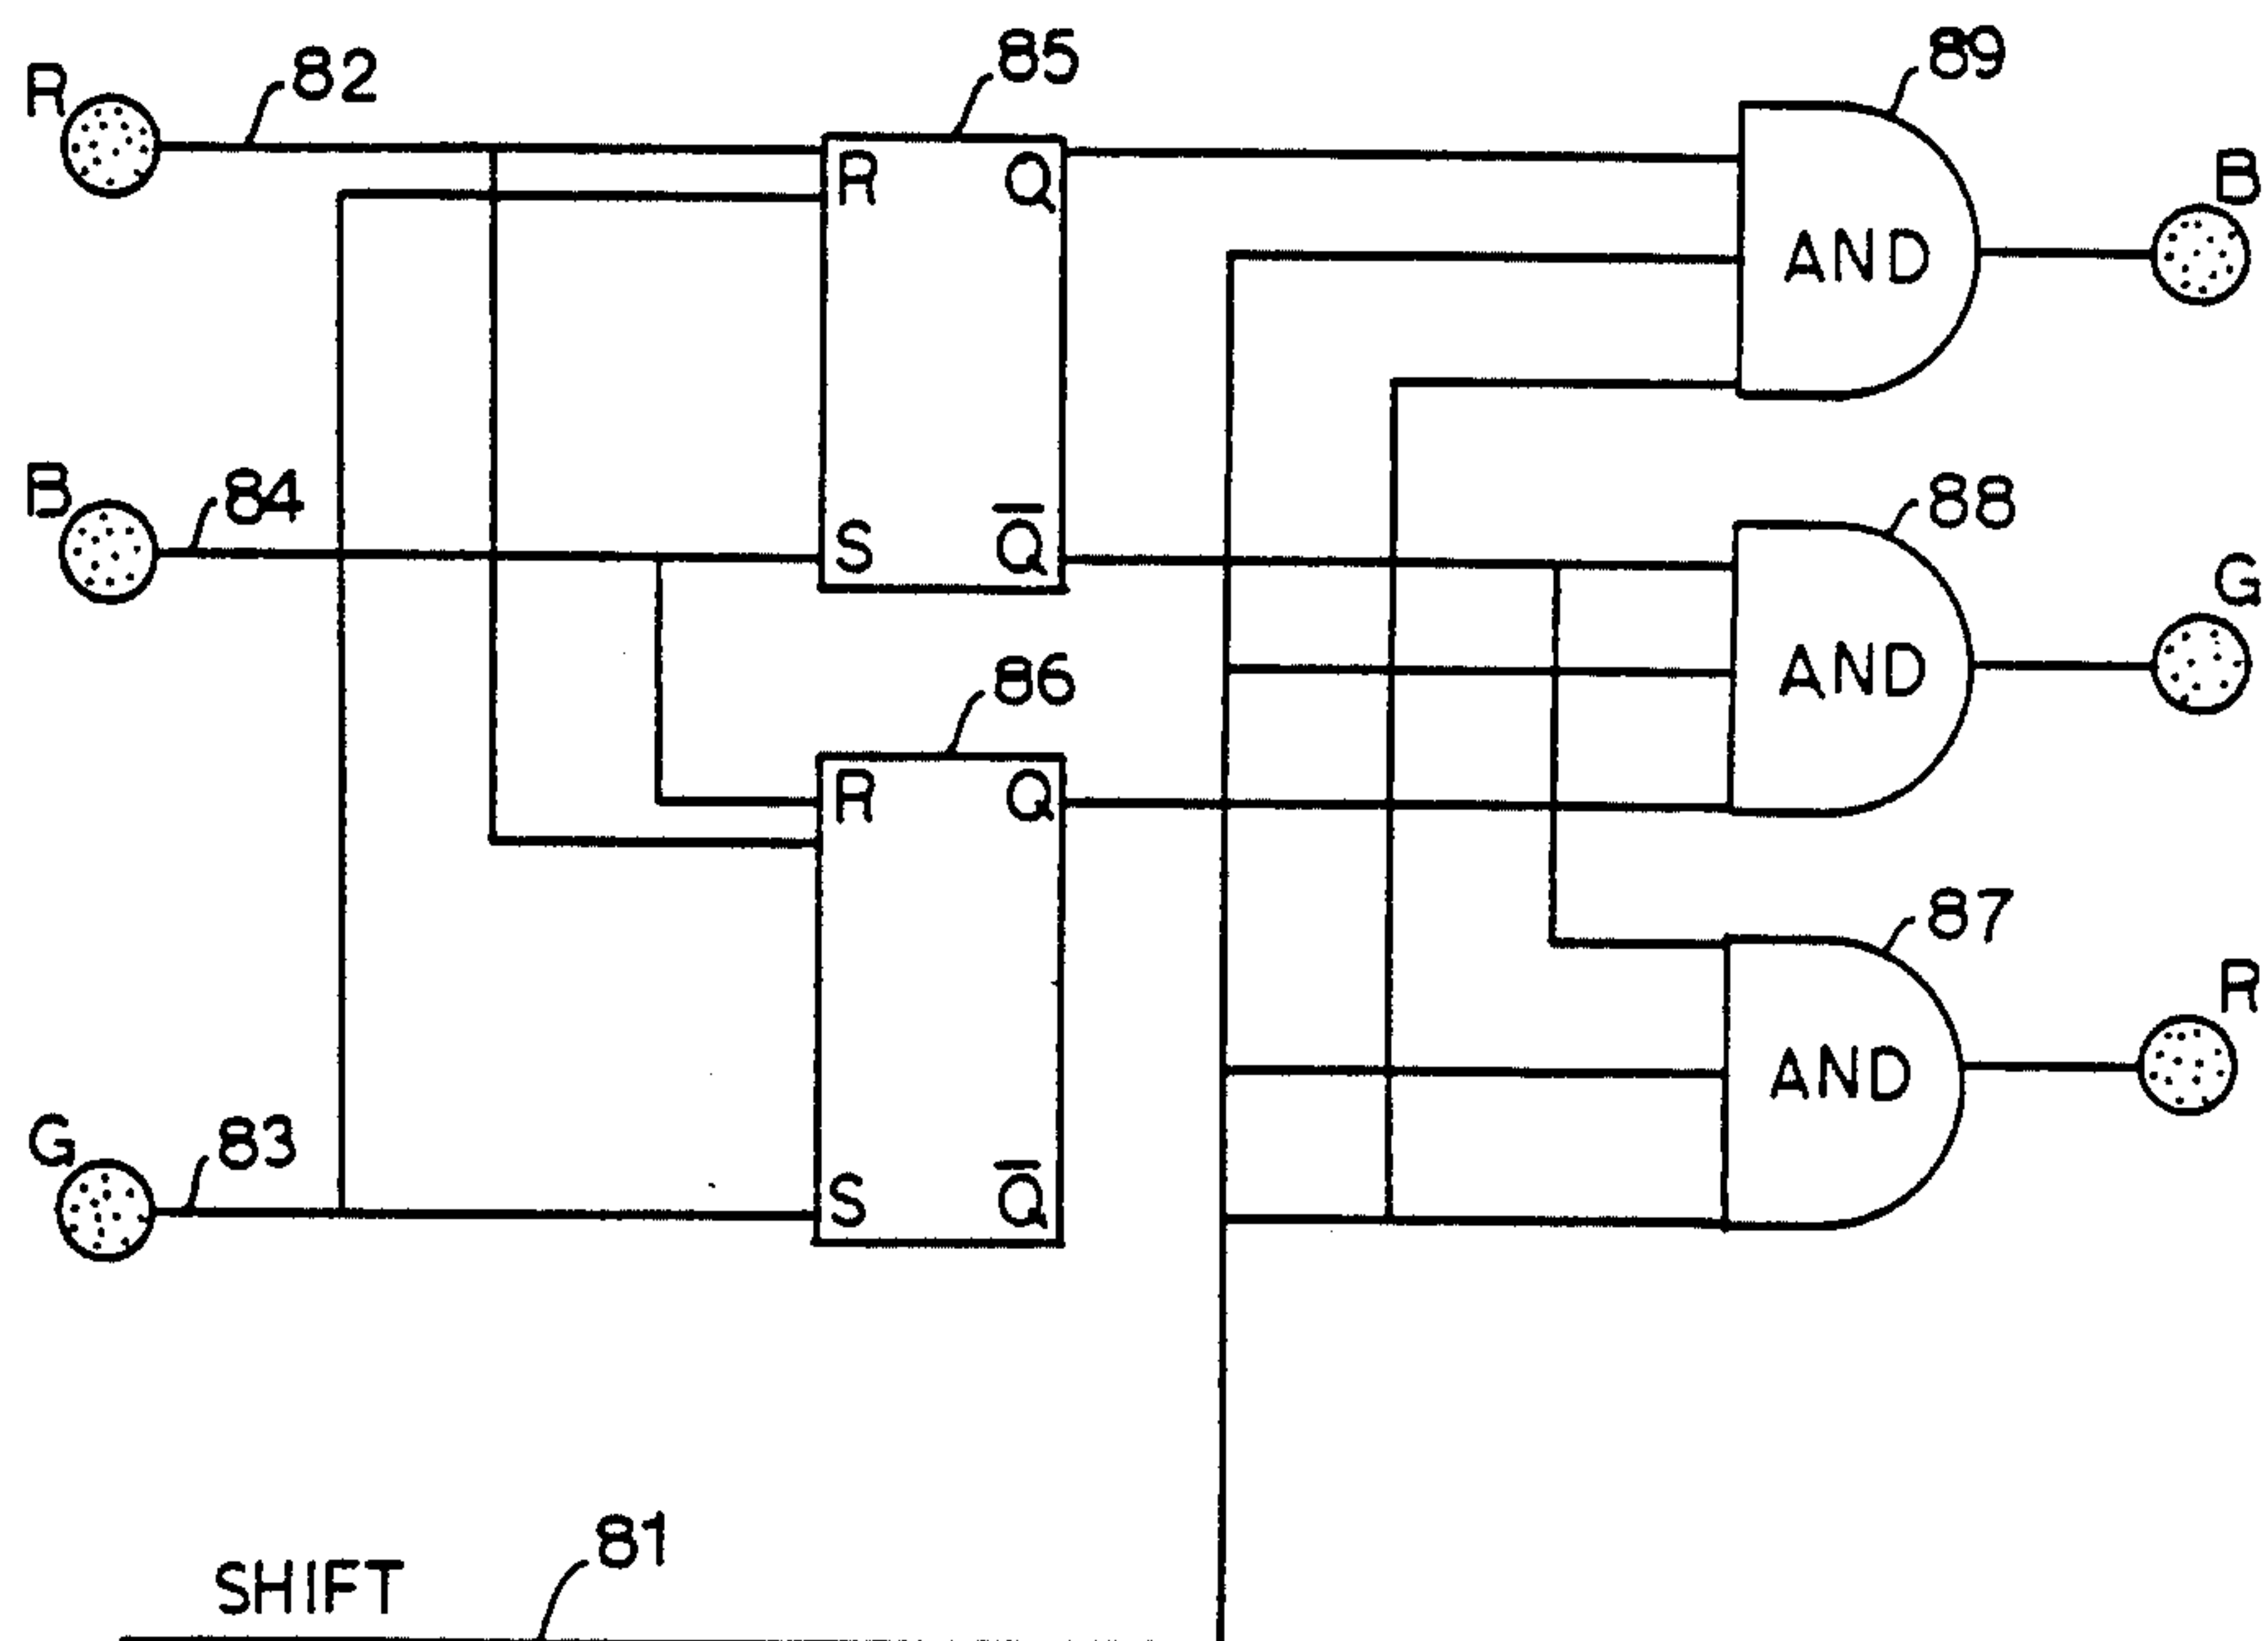 R 82 85 89
R Q B
AND
B 84 S Q̅ 88
G
AND
86
R Q
87
R
AND
G 83 S Q̅
SHIFT 81